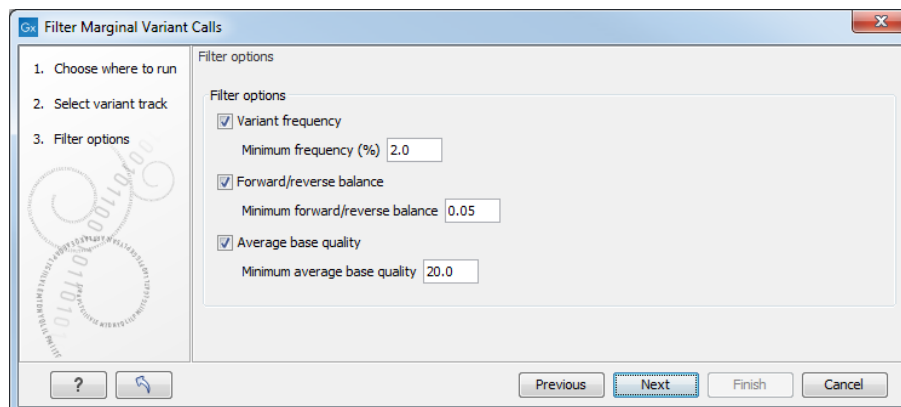 Gx Filter Marginal Variant Calls
1. Choose where to run
2. Select variant track
3. Filter options
Filter options
Filter options
Variant frequency
Minimum frequency (%) 2.0
Forward/reverse balance
Minimum forward/reverse balance 0.05
Average base quality
Minimum average base quality 20.0
?
Previous Next Finish Cancel